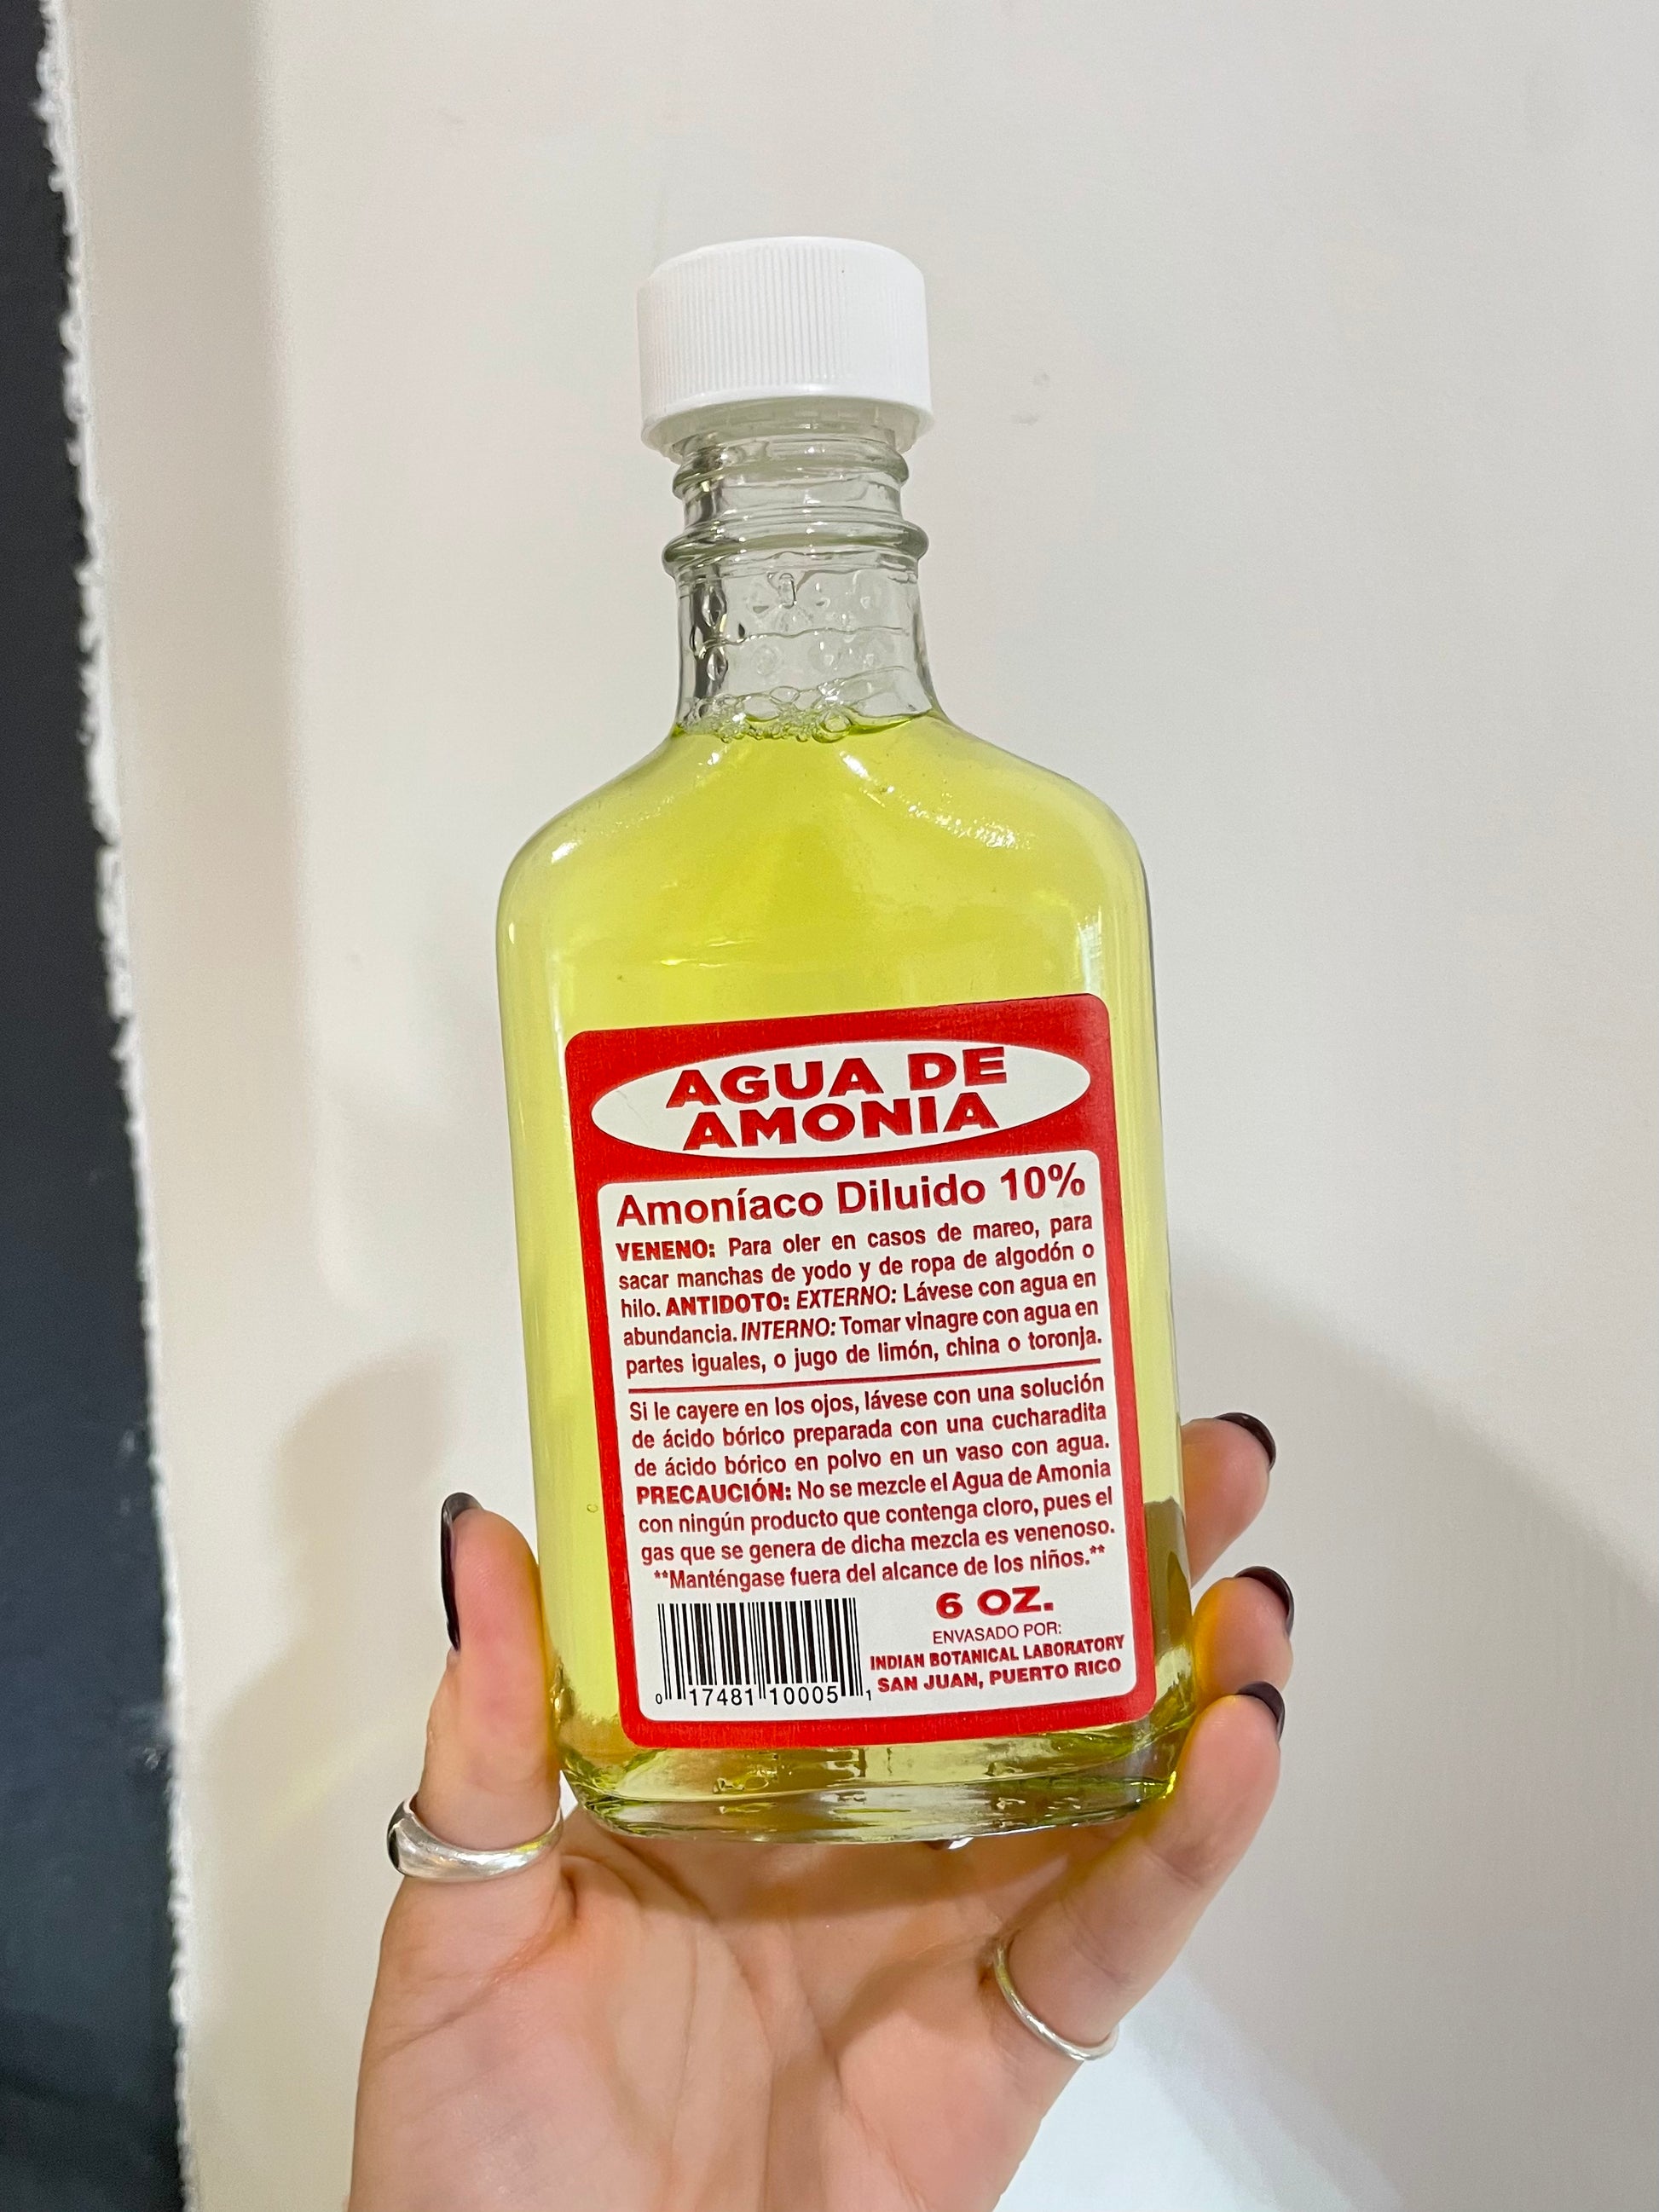 AGUA DE
AMONIA
Amoníaco Diluido 10%
VENENO: Para oler en casos de mareo, para
sacar manchas de yodo y de ropa de algodón o
hilo. ANTIDOTO: EXTERNO: Lávese con agua en
abundancia. INTERNO: Tomar vinagre con agua en
partes iguales, o jugo de limón, china o toronja.
Si le cayere en los ojos, lávese con una solución
de ácido bórico preparada con una cucharadita
de ácido bórico en polvo en un vaso con agua.
PRECAUCIÓN: No se mezcle el Agua de Amonia
con ningún producto que contenga cloro, pues el
gas que se genera de dicha mezcla es venenoso.
**Manténgase fuera del alcance de los niños.**
6 OZ.
ENVASADO POR:
INDIAN BOTANICAL LABORATORY
SAN JUAN, PUERTO RICO
0 17481 10005 1